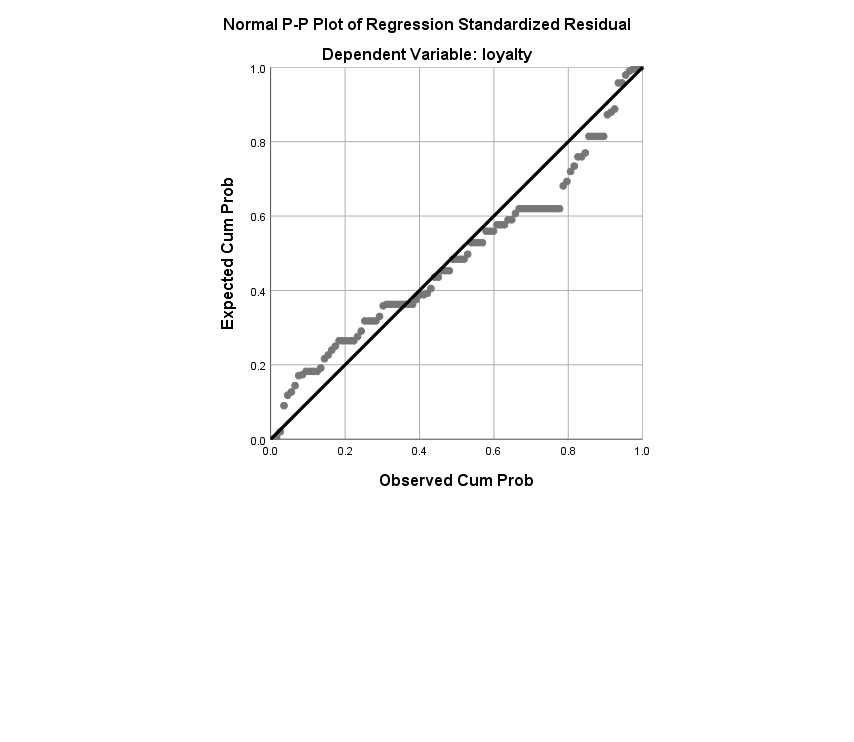 Normal P-P Plot of Regression Standardized Residual
Dependent Variable: loyalty
1.0
0.8
0.6
0.4
0.2
0.0
Expected Cum Prob
0.0 0.2 0.4 0.6 0.8 1.0
Observed Cum Prob